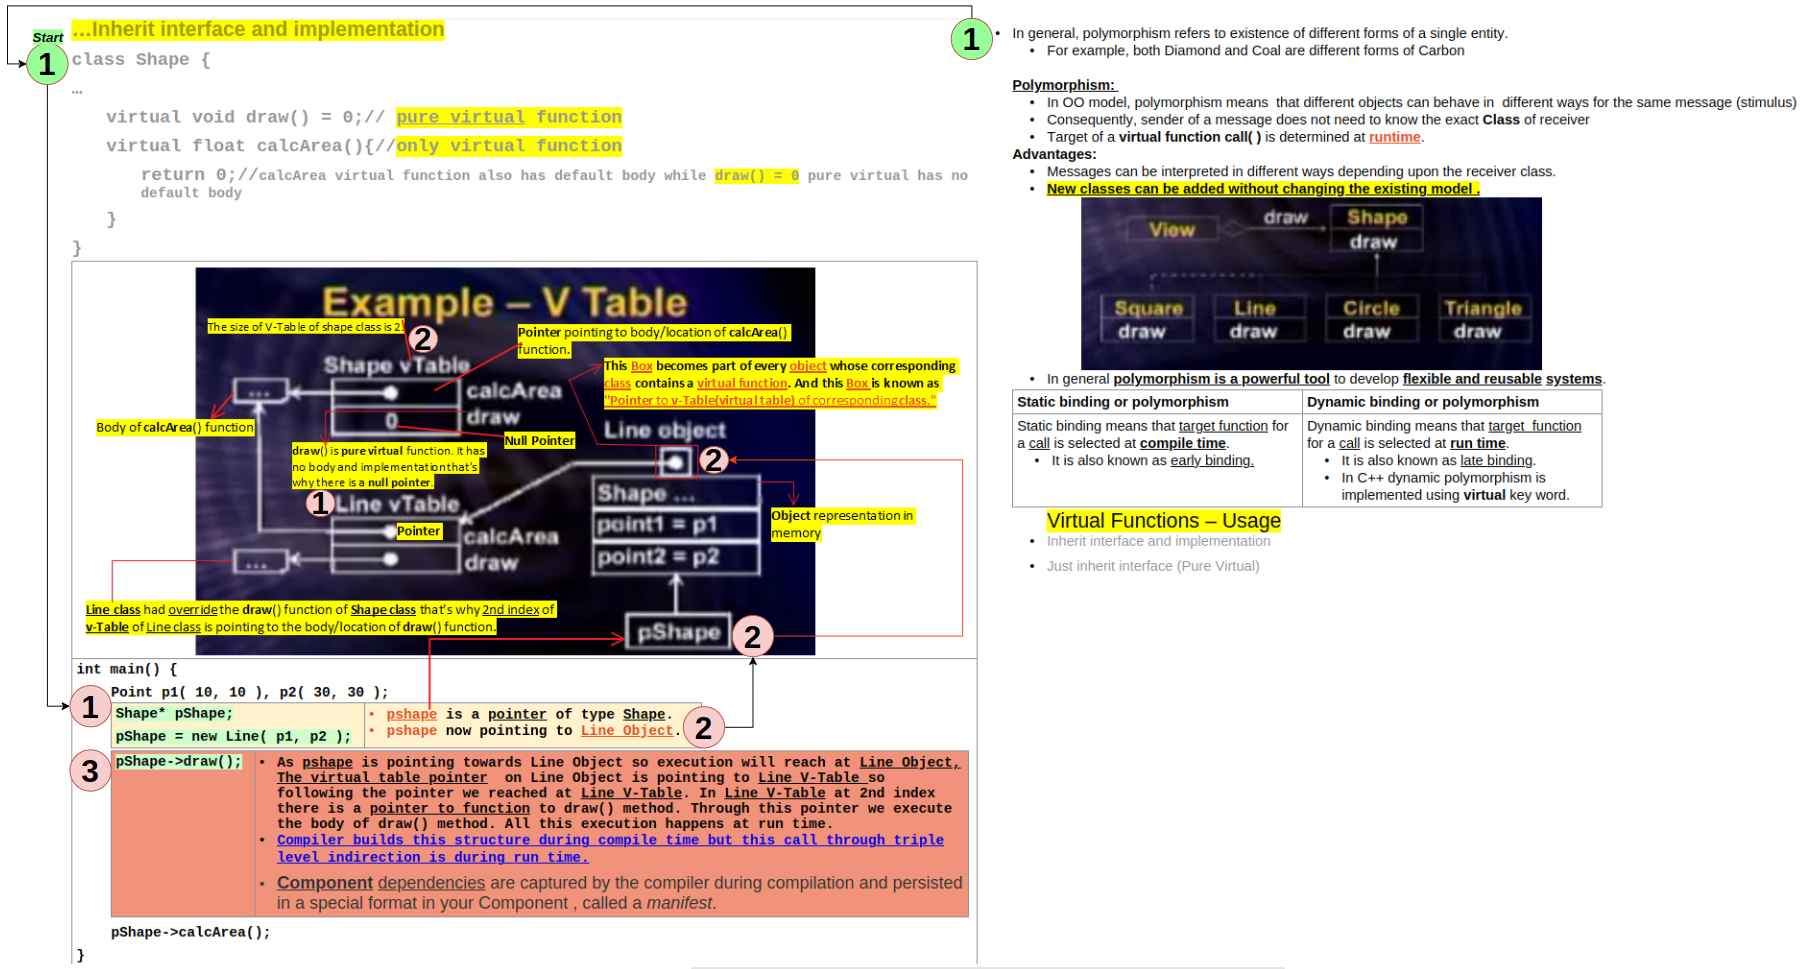 Start
1
…Inherit interface and implementation
class Shape {
…
virtual void draw() = 0;// pure virtual function
virtual float calcArea(){//only virtual function
return 0;//calcArea virtual function also has default body while draw() = 0 pure virtual has no
default body
}
}
Example – V Table
The size of V-Table of shape class is 2.
2
Pointer pointing to body/location of calcArea()
function.
Shape vTable
This Box becomes part of every object whose corresponding
class contains a virtual function. And this Box is known as
"Pointer to v-Table(virtual table) of corresponding class."
...
calcArea
0
draw
Body of calcArea() function
Null Pointer
Line object
draw() is pure virtual function. It has
no body and implementation that's
why there is a null pointer.
2
1
Line vTable
Shape ...
Pointer
calcArea
point1 = p1
Object representation in
memory
...
draw
point2 = p2
Line class had override the draw() function of Shape class that's why 2nd index of
v-Table of Line class is pointing to the body/location of draw() function.
pShape
2
int main() {
Point p1( 10, 10 ), p2( 30, 30 );
1
Shape* pShape;
pShape = new Line( p1, p2 );
• pshape is a pointer of type Shape.
• pshape now pointing to Line Object.
2
3
pShape->draw();
• As pshape is pointing towards Line Object so execution will reach at Line Object,
The virtual table pointer on Line Object is pointing to Line V-Table so
following the pointer we reached at Line V-Table. In Line V-Table at 2nd index
there is a pointer to function to draw() method. Through this pointer we execute
the body of draw() method. All this execution happens at run time.
• Compiler builds this structure during compile time but this call through triple
level indirection is during run time.
• Component dependencies are captured by the compiler during compilation and persisted
in a special format in your Component , called a manifest.
pShape->calcArea();
}
1
• In general, polymorphism refers to existence of different forms of a single entity.
• For example, both Diamond and Coal are different forms of Carbon
Polymorphism:
• In OO model, polymorphism means that different objects can behave in different ways for the same message (stimulus)
• Consequently, sender of a message does not need to know the exact Class of receiver
• Target of a virtual function call( ) is determined at runtime.
Advantages:
• Messages can be interpreted in different ways depending upon the receiver class.
• New classes can be added without changing the existing model .
View
draw
Shape
draw
Square
draw
Line
draw
Circle
draw
Triangle
draw
• In general polymorphism is a powerful tool to develop flexible and reusable systems.
Static binding or polymorphism
Static binding means that target function for
a call is selected at compile time.
• It is also known as early binding.
Dynamic binding or polymorphism
Dynamic binding means that target function
for a call is selected at run time.
• It is also known as late binding.
• In C++ dynamic polymorphism is
implemented using virtual key word.
Virtual Functions – Usage
• Inherit interface and implementation
• Just inherit interface (Pure Virtual)